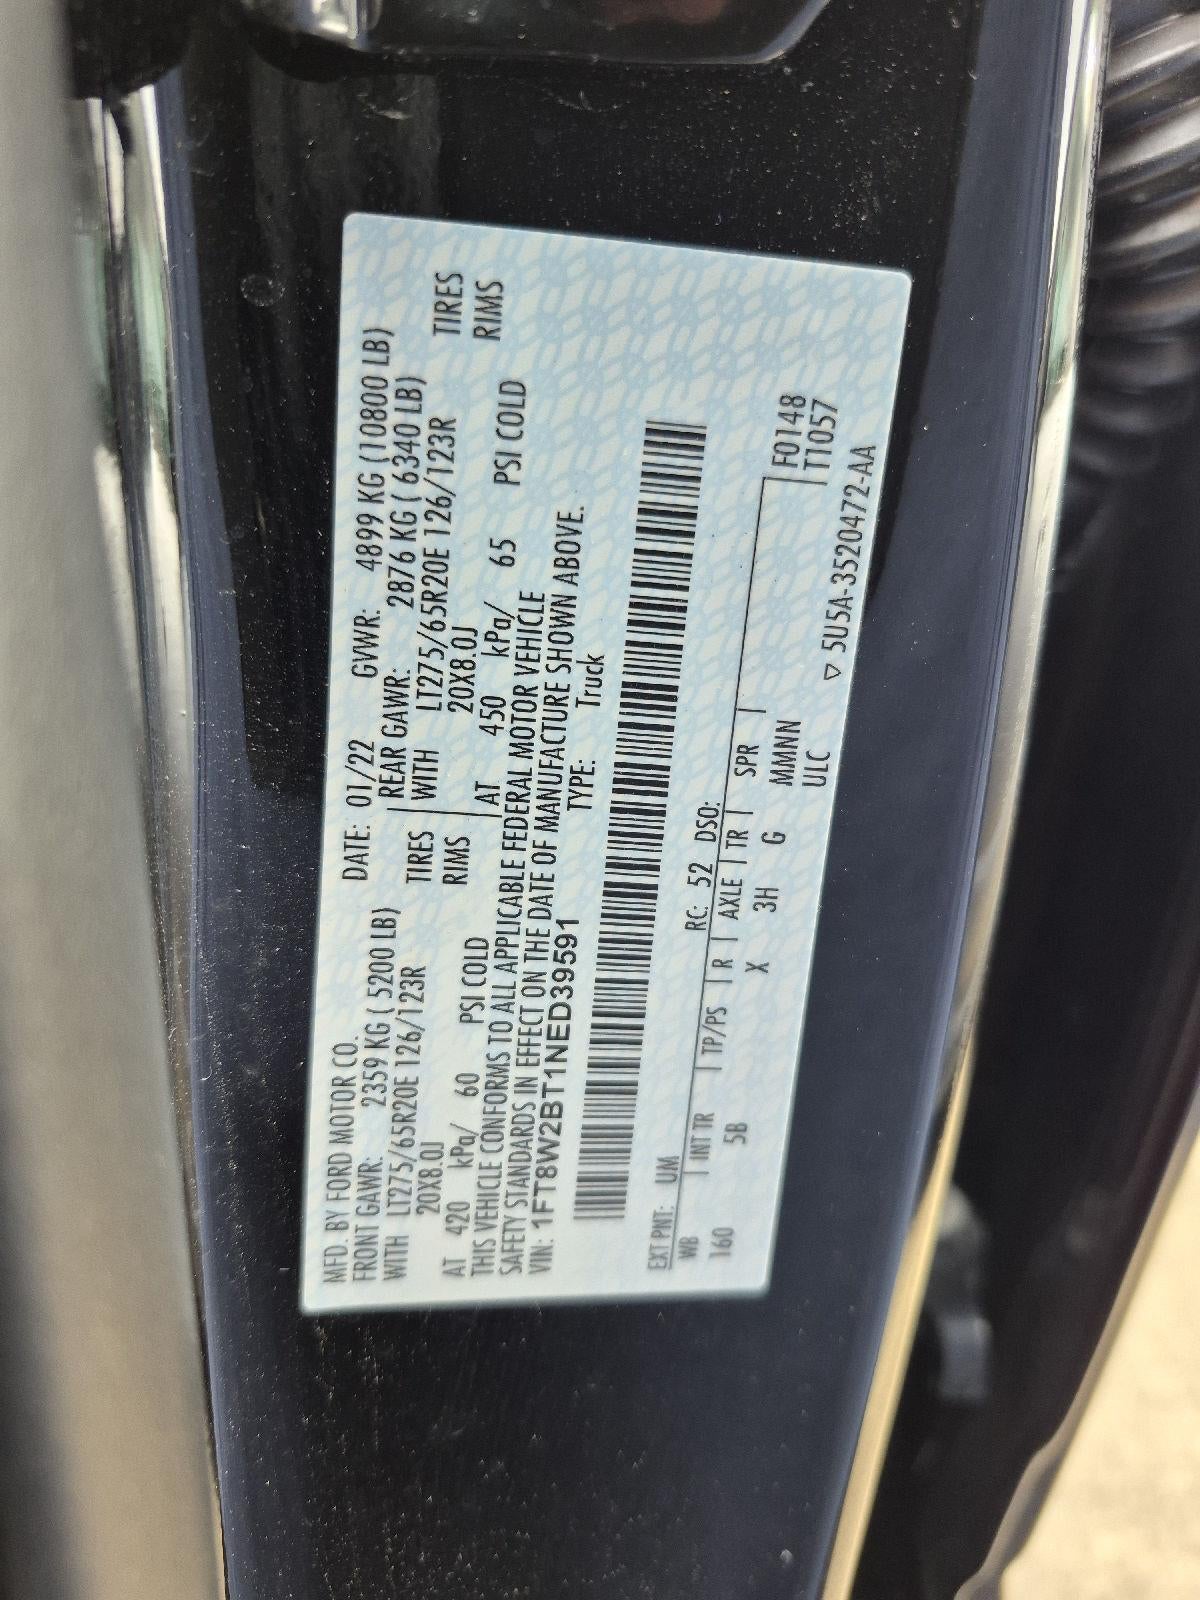 MFD. BY FORD MOTOR CO.
DATE: 01/22 GVWR: 4899 KG (10800 LB)
FRONT GAWR: 2359 KG ( 5200 LB) REAR GAWR: 2876 KG ( 6340 LB)
WITH LT275/65R20E 126/123R TIRES WITH LT275/65R20E 126/123R TIRES
20X8.0J RIMS 20X8.0J RIMS
AT 420 kPa/ 60 PSI COLD AT 450 kPa/ 65 PSI COLD
THIS VEHICLE CONFORMS TO ALL APPLICABLE FEDERAL MOTOR VEHICLE
SAFETY STANDARDS IN EFFECT ON THE DATE OF MANUFACTURE SHOWN ABOVE.
VIN: 1FT8W2BT1NED39591 TYPE: Truck
EXT PNT: UM RC: 52 DSO:
WB INT TR TP/PS R AXLE TR SPR F0148
160 5B X 3H G MMMNN T1057
ULC
▽ 5U5A-3520472-AA